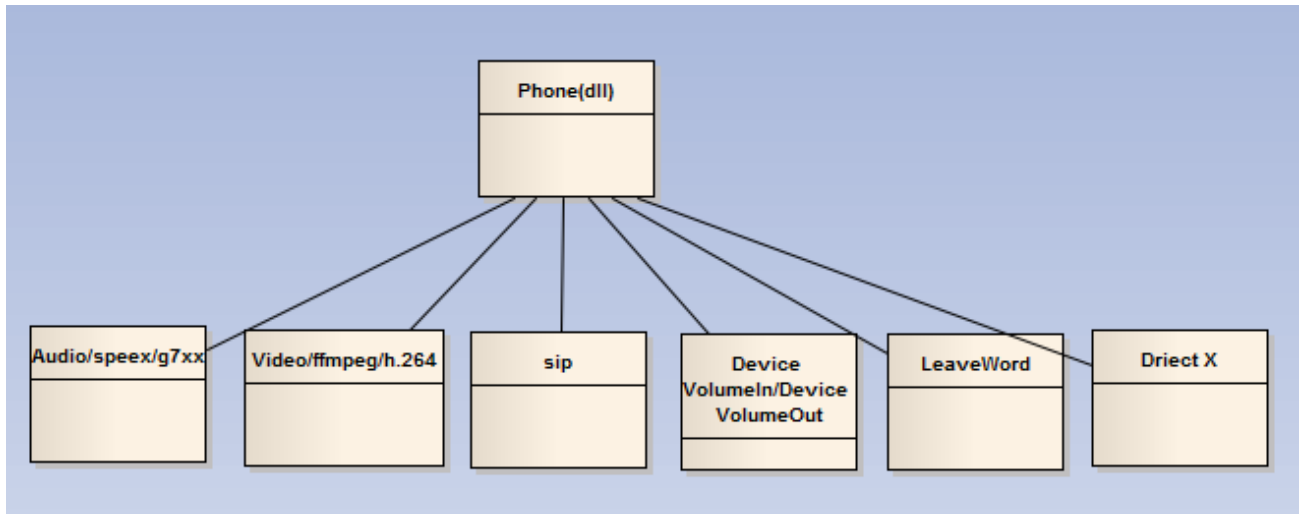 Phone(dll)
Audio/speex/g7xx
Video/ffmpeg/h.264
sip
Device
VolumeIn/Device
VolumeOut
LeaveWord
Driect X